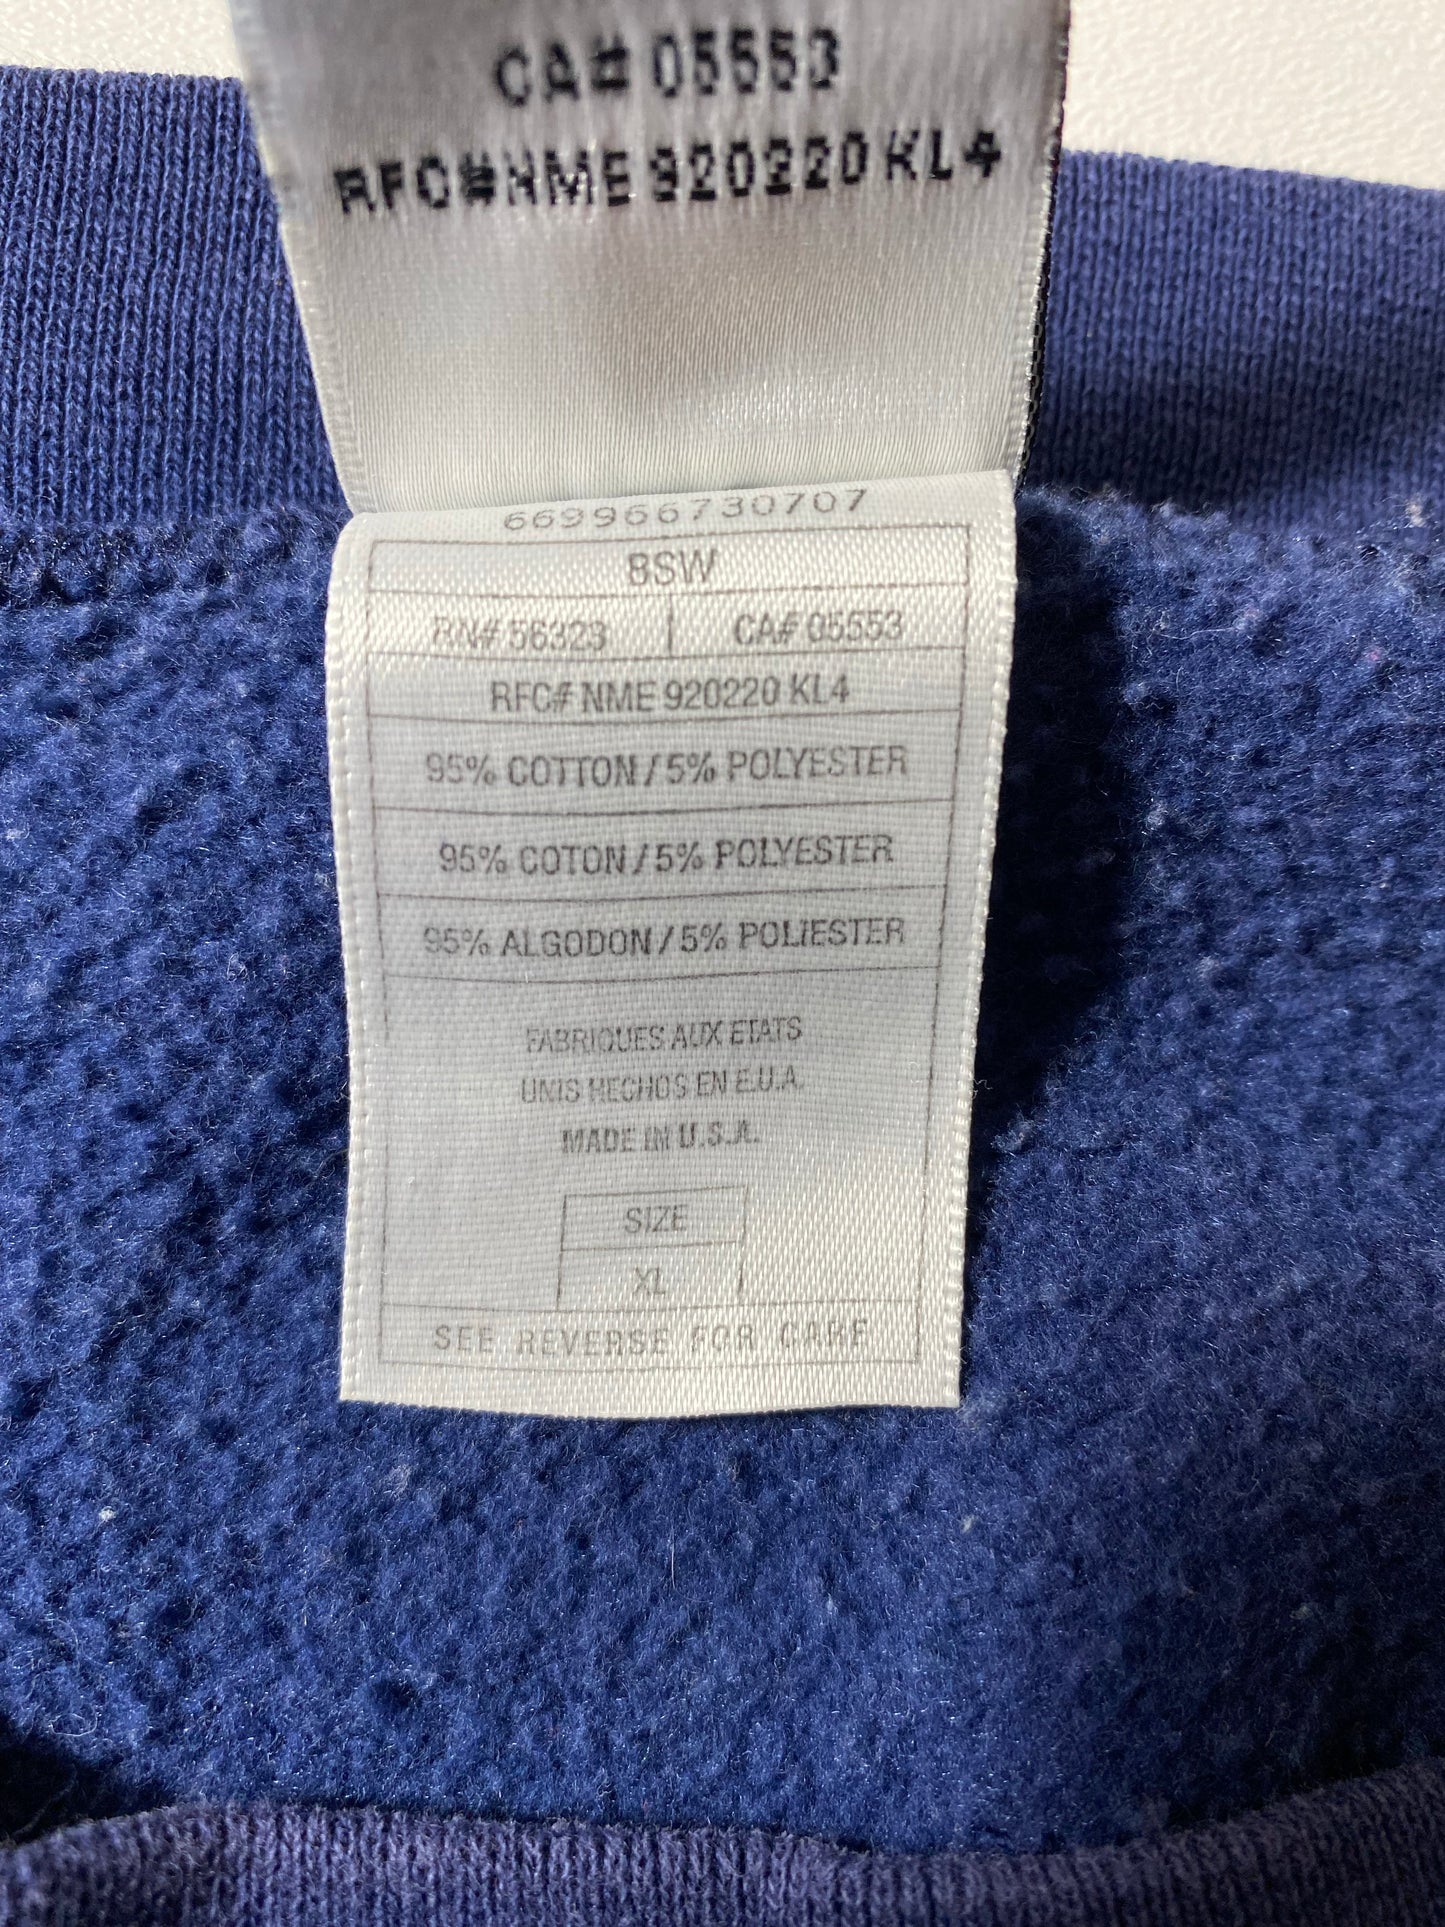 CA# 05553
RFC# NME 920220 KL4
669966730707
BSW
RN# 56323 | CA# 05553
RFC# NME 920220 KL4
95% COTTON / 5% POLYESTER
95% COTON / 5% POLYESTER
95% ALGODON / 5% POLIESTER
FABRIQUES AUX ETATS
UNIS HECHOS EN E.U.A.
MADE IN U.S.A.
SIZE
XL
SEE REVERSE FOR CARE